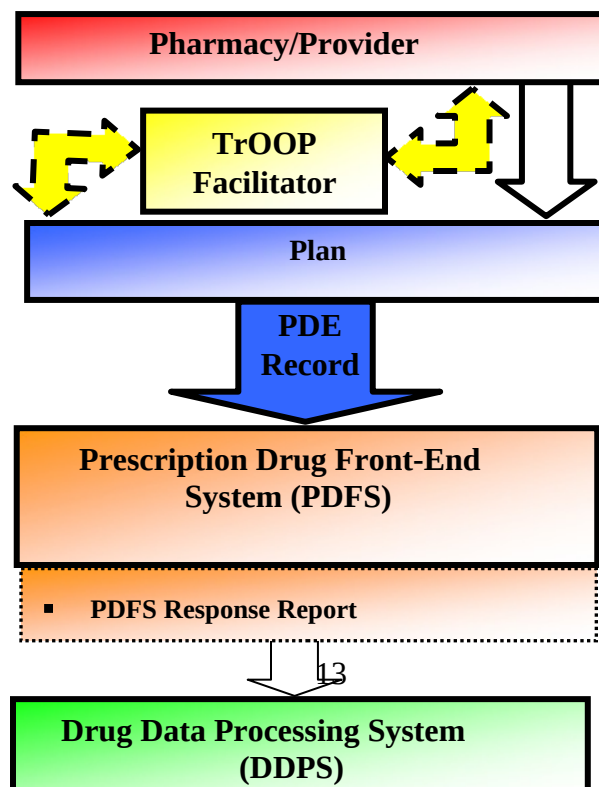 Pharmacy/Provider
TrOOP
Facilitator
Plan
PDE
Record
Prescription Drug Front-End
System (PDFS)
▪ PDFS Response Report
13
Drug Data Processing System
(DDPS)